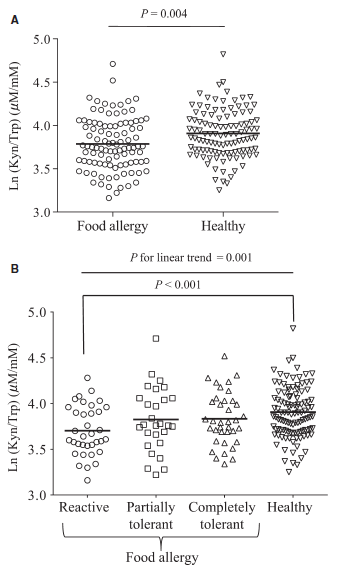 A
P = 0.004
5.0
4.5
4.0
3.5
3.0
Ln (Kyn/Trp) (μM/mM)
Food allergy
Healthy
B
P for linear trend = 0.001
P < 0.001
5.0
4.5
4.0
3.5
3.0
Ln (Kyn/Trp) (μM/mM)
Reactive
Partially
tolerant
Completely
tolerant
Healthy
Food allergy